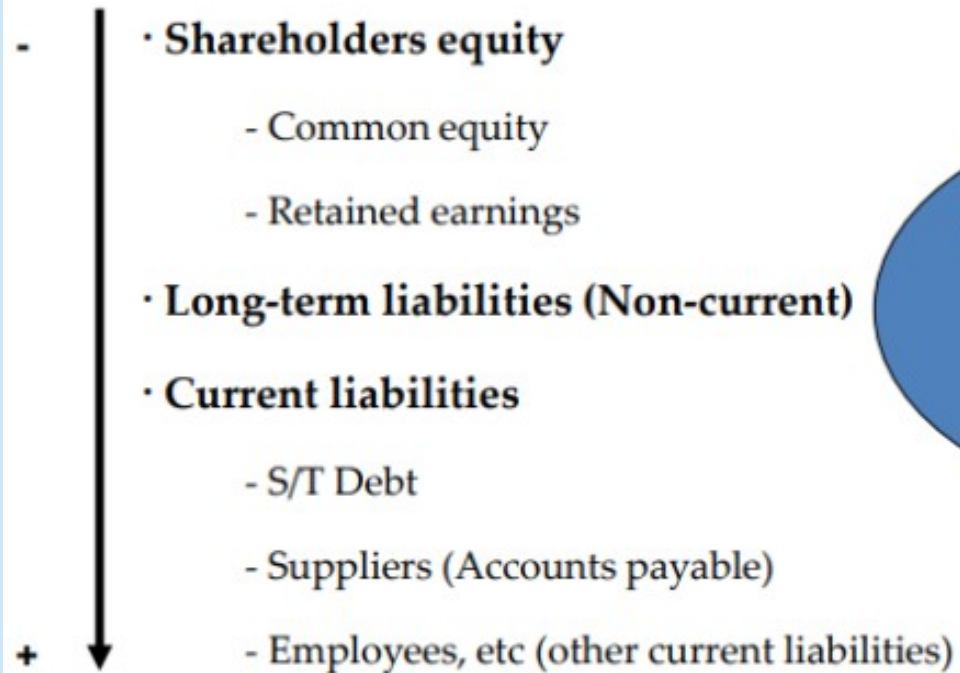 -
· Shareholders equity
- Common equity
- Retained earnings
· Long-term liabilities (Non-current)
· Current liabilities
- S/T Debt
- Suppliers (Accounts payable)
+
- Employees, etc (other current liabilities)